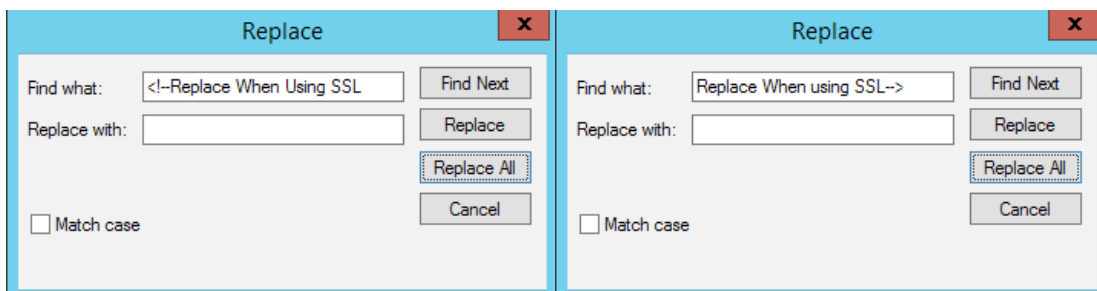 Replace
x
Find what:
<!--Replace When Using SSL
Find Next
Replace with:
Replace
Replace All
Match case
Cancel
Replace
x
Find what:
Replace When using SSL-->
Find Next
Replace with:
Replace
Replace All
Match case
Cancel